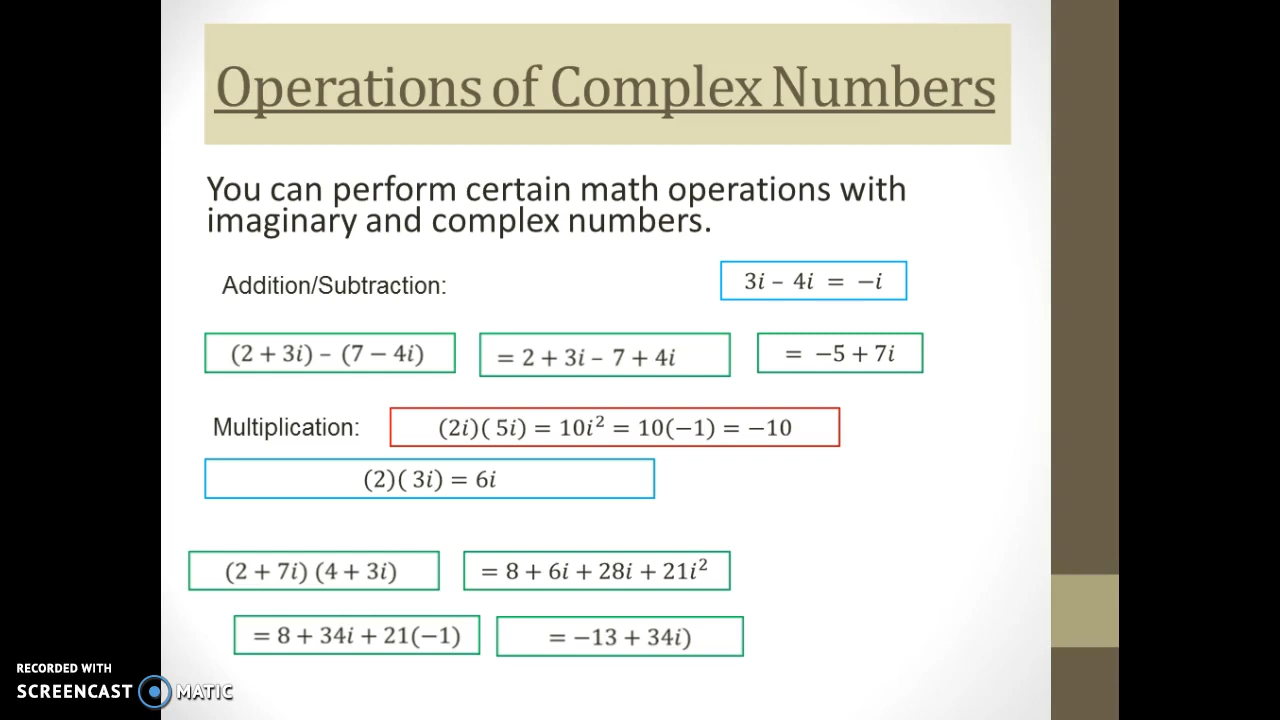 Operations of Complex Numbers
You can perform certain math operations with
imaginary and complex numbers.
Addition/Subtraction:
3i – 4i = −i
(2 + 3i) – (7 − 4i)
= 2 + 3i – 7 + 4i
= −5 + 7i
Multiplication:
(2i)( 5i) = 10i² = 10(−1) = −10
(2)( 3i) = 6i
(2 + 7i) (4 + 3i)
= 8 + 6i + 28i + 21i²
= 8 + 34i + 21(−1)
= −13 + 34i)
RECORDED WITH
SCREENCAST MATIC